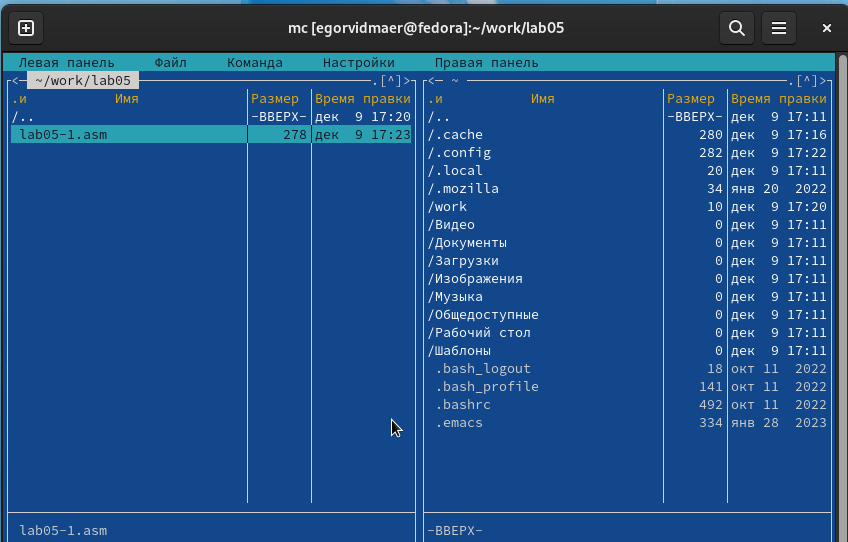 mc [egorvidmaer@fedora]:~/work/lab05
Левая панель Файл Команда Настройки Правая панель
<— ~/work/lab05 .[^]>
.и Имя Размер Время правки
/.. -ВВЕРХ- дек 9 17:20
lab05-1.asm 278 дек 9 17:23
lab05-1.asm
<— ~ .[^]>
.и Имя Размер Время правки
/.. -ВВЕРХ- дек 9 17:11
/.cache 280 дек 9 17:16
/.config 282 дек 9 17:22
/.local 20 дек 9 17:11
/.mozilla 34 янв 20 2022
/work 10 дек 9 17:20
/Видео 0 дек 9 17:11
/Документы 0 дек 9 17:11
/Загрузки 0 дек 9 17:11
/Изображения 0 дек 9 17:11
/Музыка 0 дек 9 17:11
/Общедоступные 0 дек 9 17:11
/Рабочий стол 0 дек 9 17:11
/Шаблоны 0 дек 9 17:11
.bash_logout 18 окт 11 2022
.bash_profile 141 окт 11 2022
.bashrc 492 окт 11 2022
.emacs 334 янв 28 2023
-ВВЕРХ-